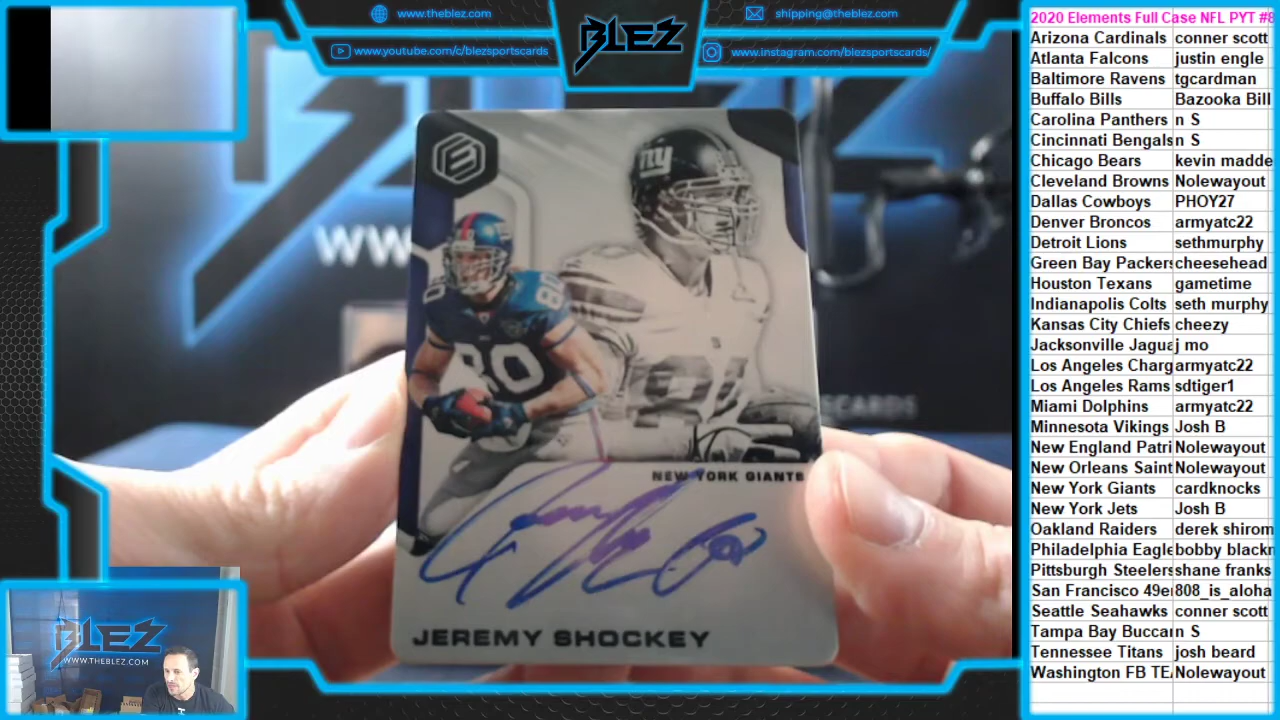 www.theblez.com
shipping@theblez.com
www.youtube.com/c/blezsportscards
www.instagram.com/blezsportscards/
BLEZ
WW
SCARDS
NY
80
80
NEW YORK GIANTS
JEREMY SHOCKEY
BLEZ
WWW.THEBLEZ.COM
2020 Elements Full Case NFL PYT #8
Arizona Cardinals conner scott
Atlanta Falcons justin engle
Baltimore Ravens tgcardman
Buffalo Bills Bazooka Bill
Carolina Panthers n S
Cincinnati Bengals n S
Chicago Bears kevin madde
Cleveland Browns Nolewayout
Dallas Cowboys PHOY27
Denver Broncos armyatc22
Detroit Lions sethmurphy
Green Bay Packers cheesehead
Houston Texans gametime
Indianapolis Colts seth murphy
Kansas City Chiefs cheezy
Jacksonville Jagua j mo
Los Angeles Charg armyatc22
Los Angeles Rams sdtiger1
Miami Dolphins armyatc22
Minnesota Vikings Josh B
New England Patri Nolewayout
New Orleans Saint Nolewayout
New York Giants cardknocks
New York Jets Josh B
Oakland Raiders derek shirom
Philadelphia Eagle bobby blackn
Pittsburgh Steelers shane franks
San Francisco 49e 808_is_aloha
Seattle Seahawks conner scott
Tampa Bay Buccan n S
Tennessee Titans josh beard
Washington FB TEA Nolewayout